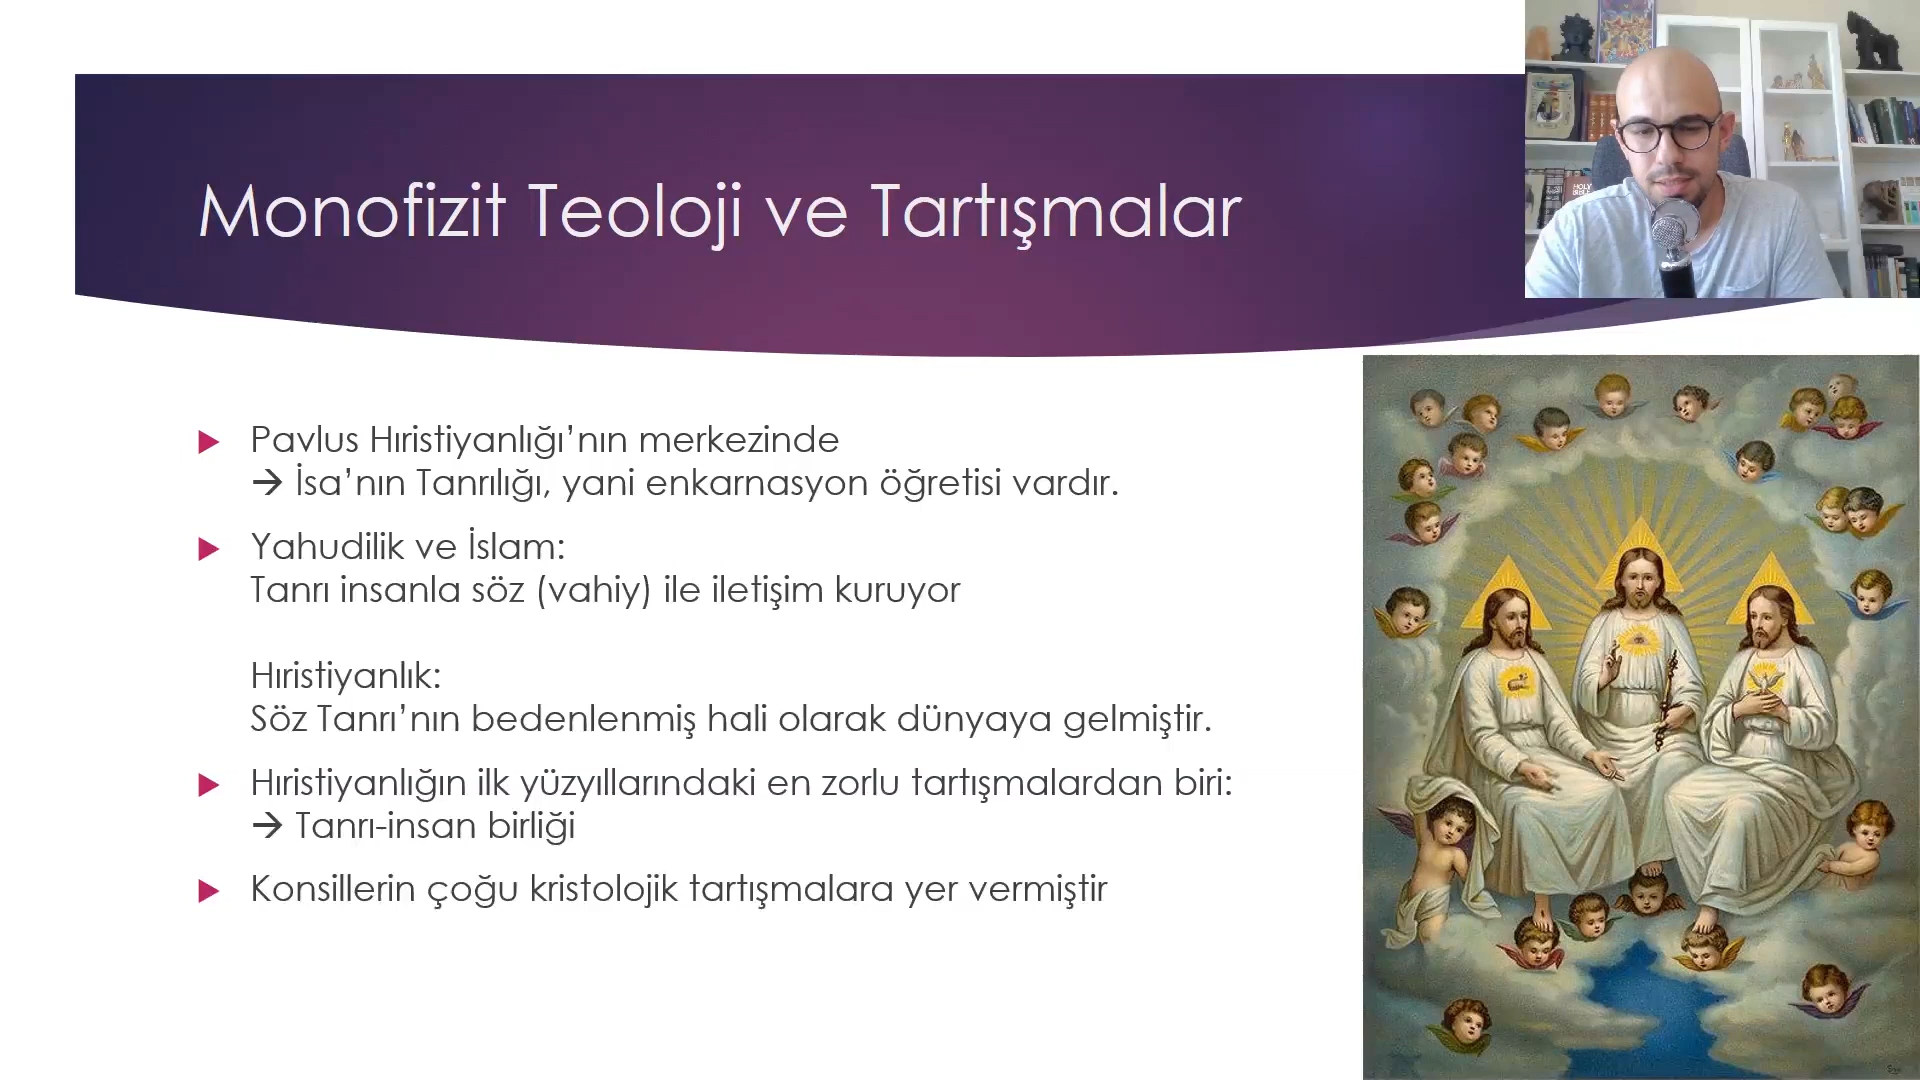 Monofizit Teoloji ve Tartışmalar
Pavlus Hıristiyanlığı’nın merkezinde
→ İsa’nın Tanrılığı, yani enkarnasyon öğretisi vardır.
Yahudilik ve İslam:
Tanrı insanla söz (vahiy) ile iletişim kuruyor
Hıristiyanlık:
Söz Tanrı’nın bedenlenmiş hali olarak dünyaya gelmiştir.
Hıristiyanlığın ilk yüzyıllarındaki en zorlu tartışmalardan biri:
→ Tanrı-insan birliği
Konsillerin çoğu kristolojik tartışmalara yer vermiştir
HOLY
BIBLE